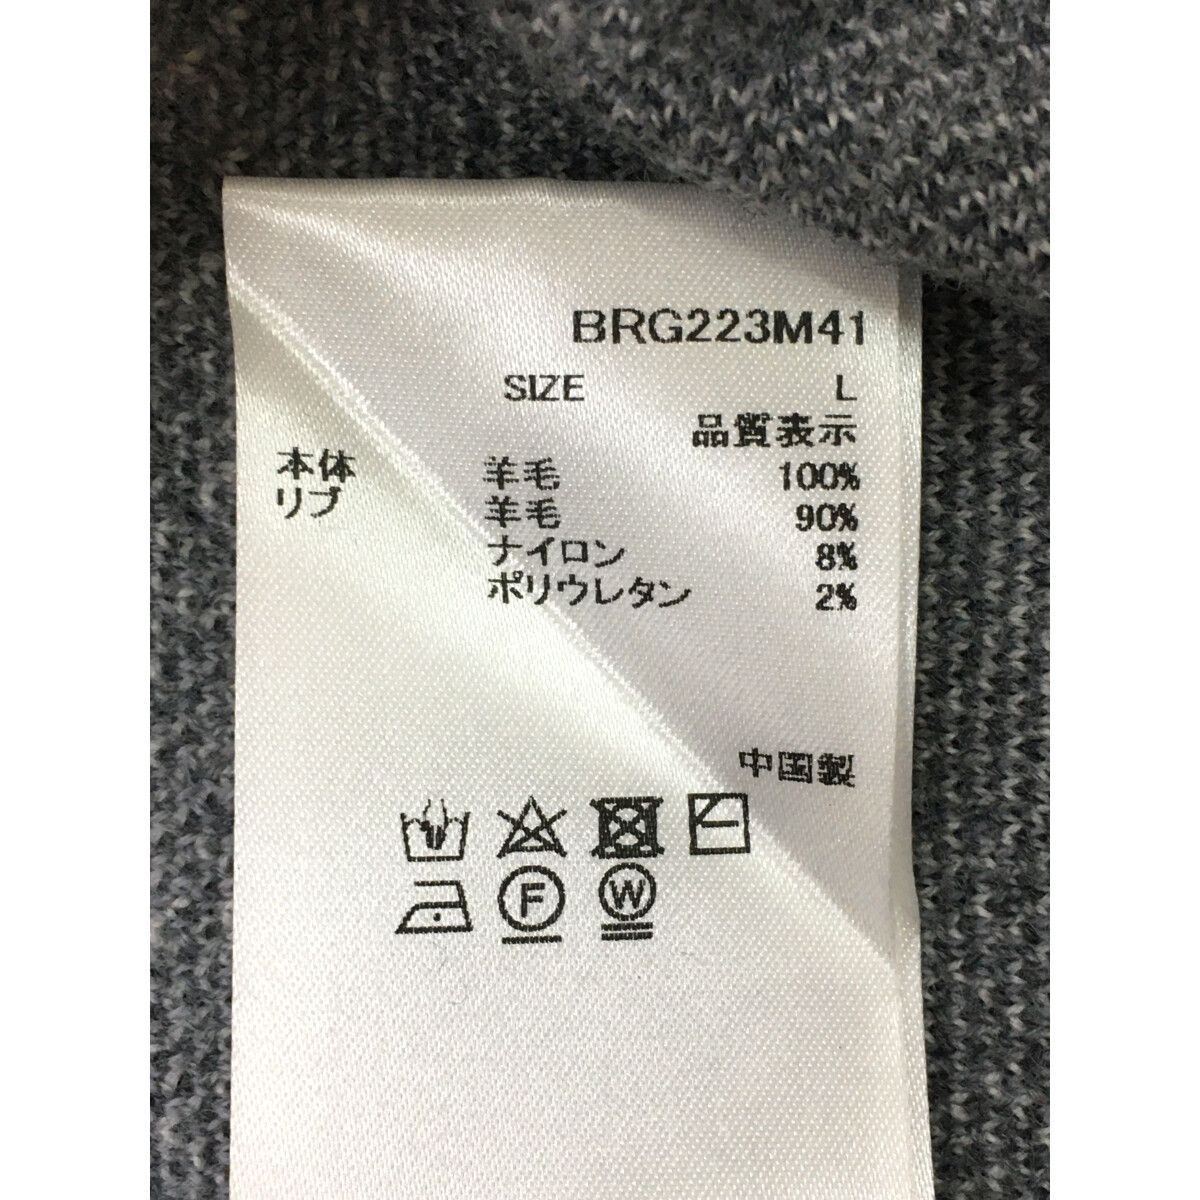 BRG223M41
SIZE L
品質表示
本体 羊毛 100%
リブ 羊毛 90%
ナイロン 8%
ポリウレタン 2%
中国製
F W